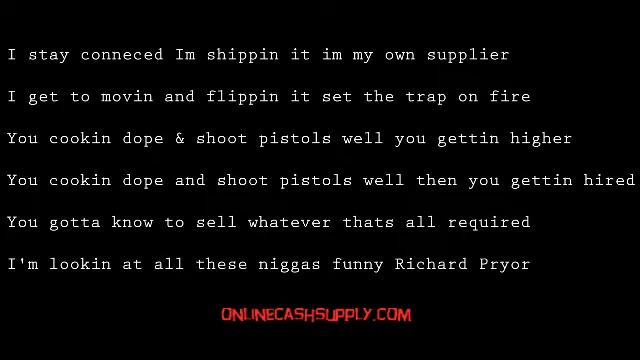 I stay conneced Im shippin it im my own supplier
I get to movin and flippin it set the trap on fire
You cookin dope & shoot pistols well you gettin higher
You cookin dope and shoot pistols well then you gettin hired
You gotta know to sell whatever thats all required
I'm lookin at all these niggas funny Richard Pryor
ONLINECASHSUPPLY.COM